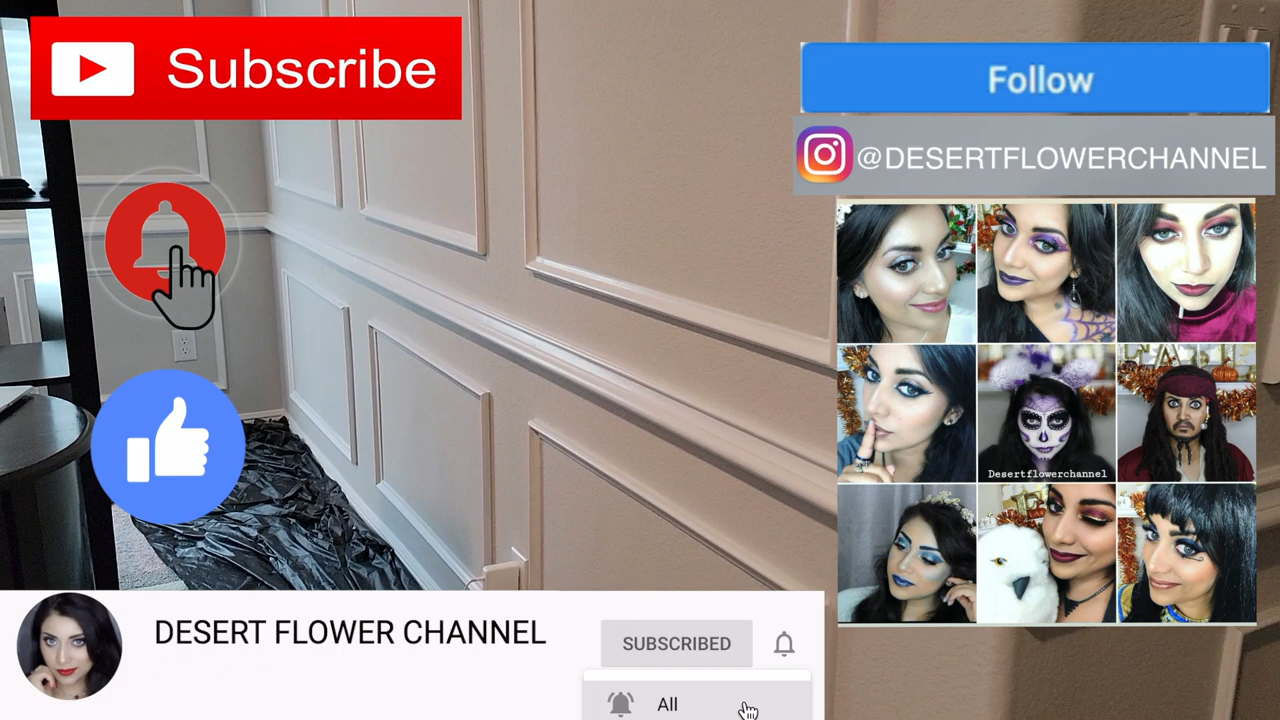 Subscribe
Follow
@DESERTFLOWERCHANNEL
Desertflowerchannel
DESERT FLOWER CHANNEL
SUBSCRIBED
All